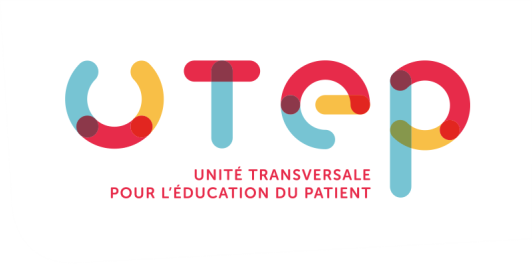 utep
UNITÉ TRANSVERSALE
POUR L'ÉDUCATION DU PATIENT